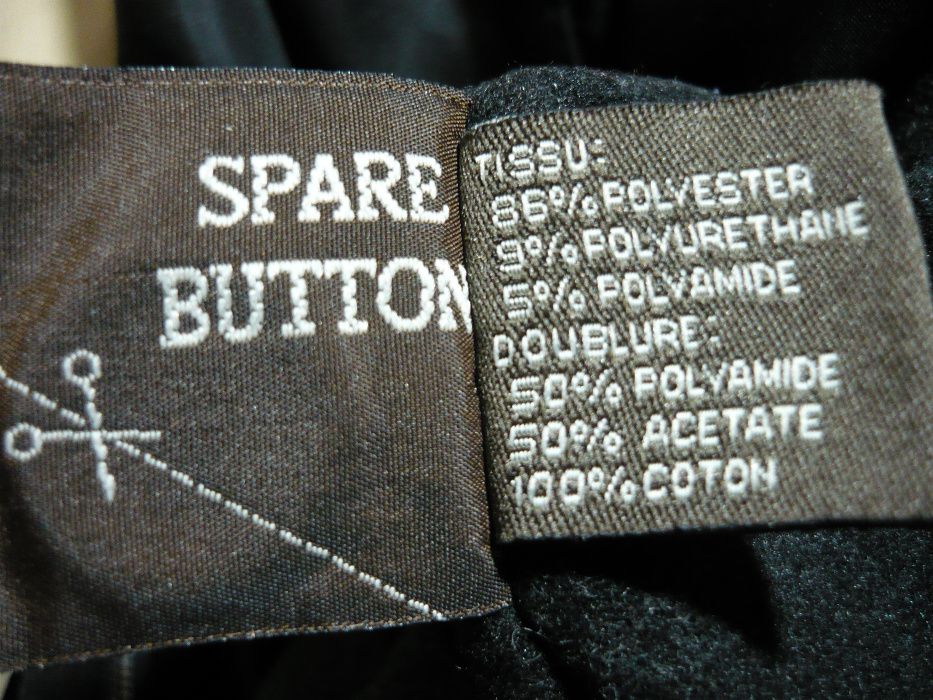 SPARE
BUTTON
TISSU:
86% POLYESTER
9% POLYURETHANE
5% POLYAMIDE
DOUBLURE:
50% POLYAMIDE
50% ACETATE
100% COTON